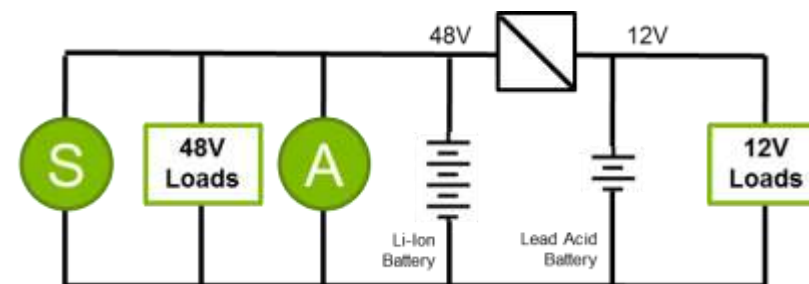 48V
12V
S
48V
Loads
A
Li-Ion
Battery
Lead Acid
Battery
12V
Loads